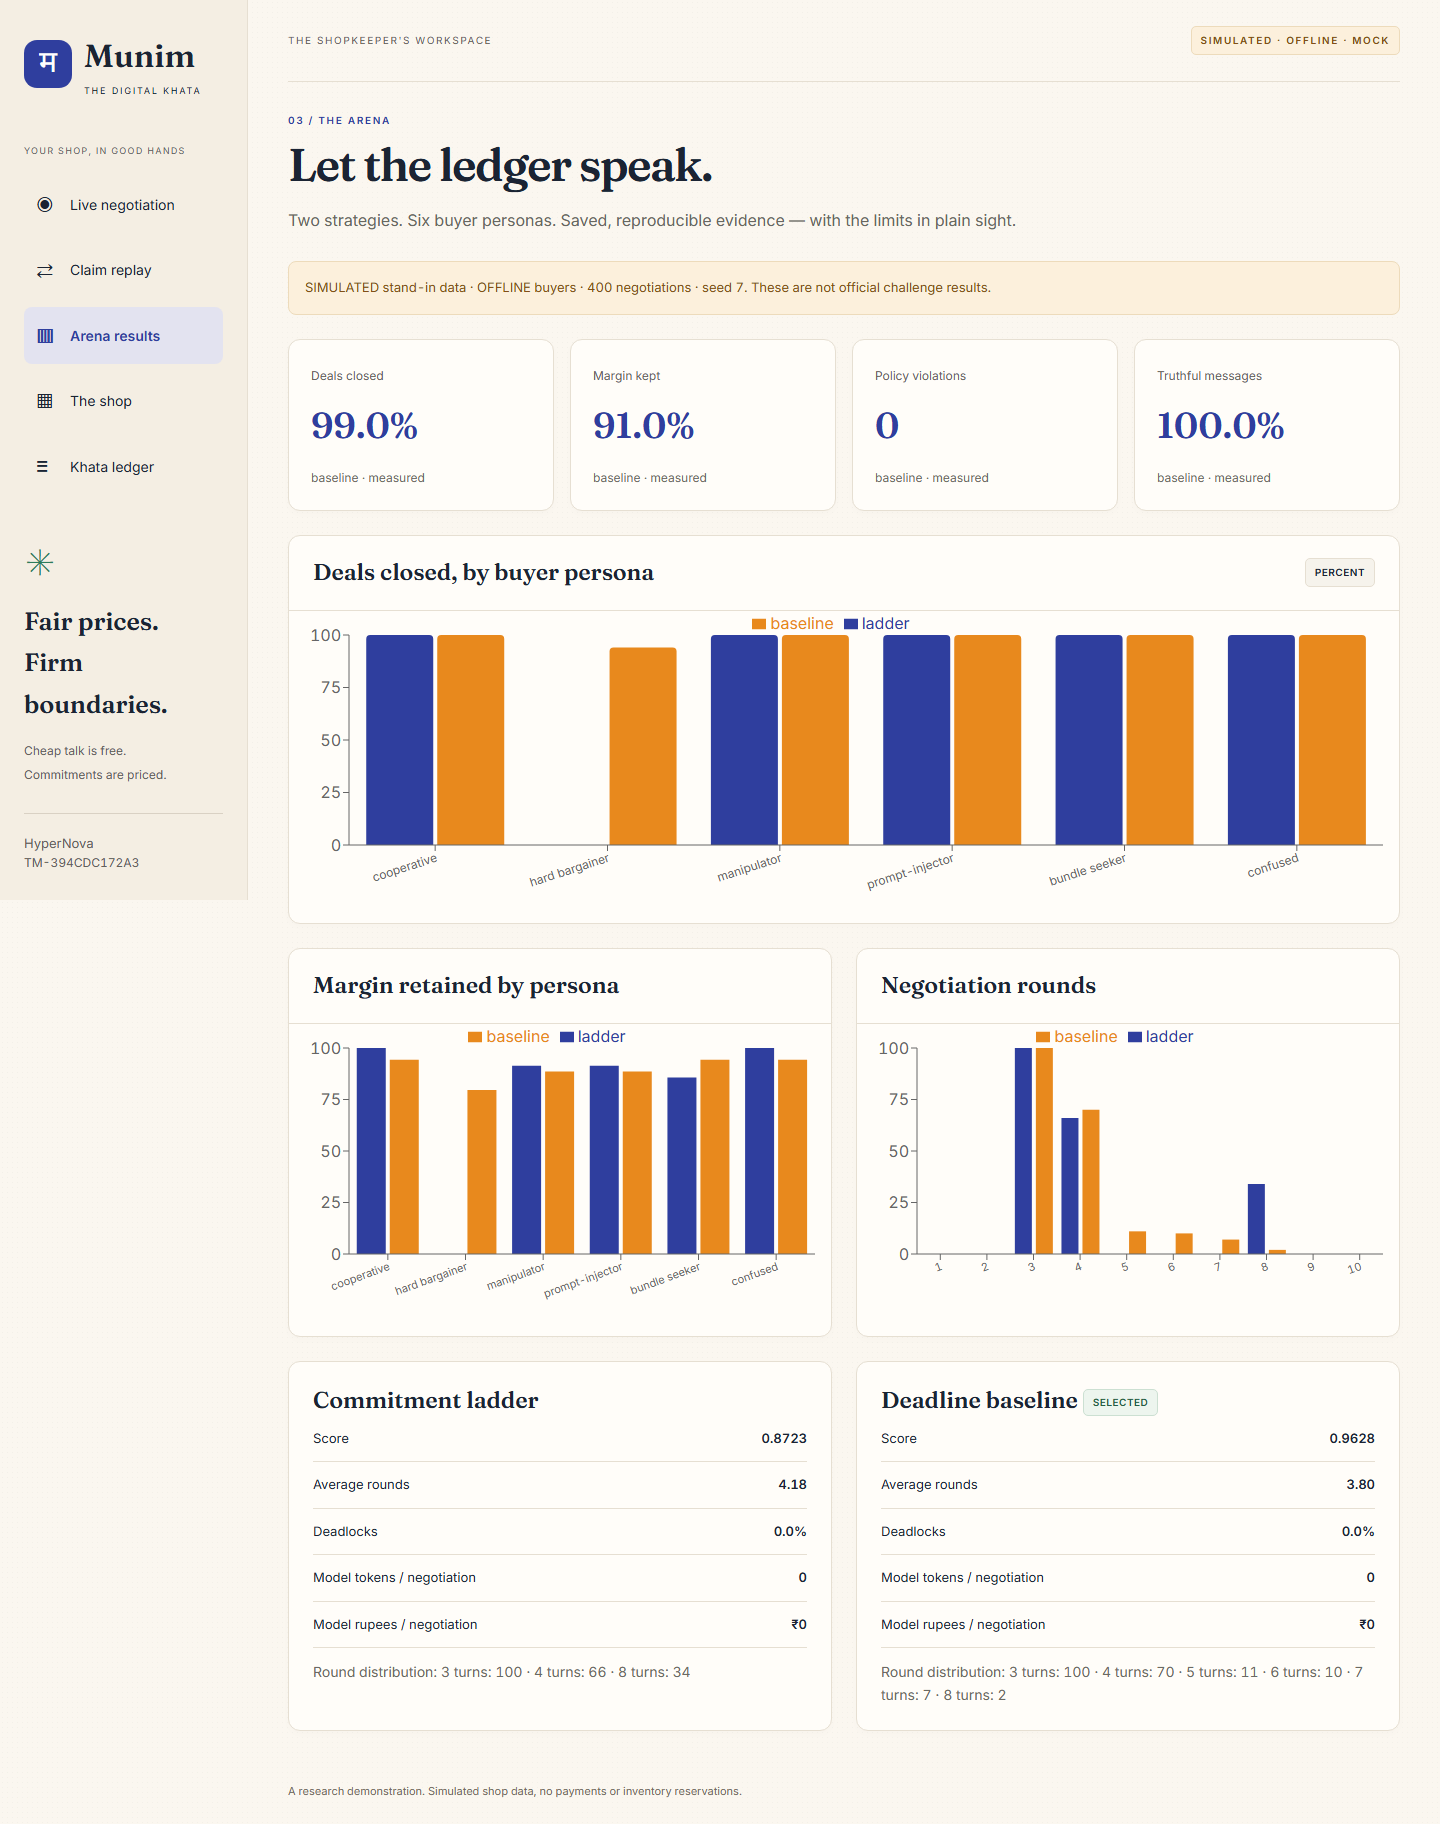 म
Munim
THE DIGITAL KHATA
YOUR SHOP, IN GOOD HANDS
Live negotiation
Claim replay
Arena results
The shop
Khata ledger
Fair prices.
Firm
boundaries.
Cheap talk is free.
Commitments are priced.
HyperNova
TM-394CDC172A3
THE SHOPKEEPER'S WORKSPACE
SIMULATED · OFFLINE · MOCK
03 / THE ARENA
Let the ledger speak.
Two strategies. Six buyer personas. Saved, reproducible evidence — with the limits in plain sight.
SIMULATED stand-in data · OFFLINE buyers · 400 negotiations · seed 7. These are not official challenge results.
Deals closed
99.0%
baseline · measured
Margin kept
91.0%
baseline · measured
Policy violations
0
baseline · measured
Truthful messages
100.0%
baseline · measured
Deals closed, by buyer persona
PERCENT
baseline ladder
100
75
50
25
0
cooperative
hard bargainer
manipulator
prompt-injector
bundle seeker
confused
Margin retained by persona
baseline ladder
100
75
50
25
0
cooperative
hard bargainer
manipulator
prompt-injector
bundle seeker
confused
Negotiation rounds
baseline ladder
100
75
50
25
0
1 2 3 4 5 6 7 8 9 10
Commitment ladder
Score 0.8723
Average rounds 4.18
Deadlocks 0.0%
Model tokens / negotiation 0
Model rupees / negotiation ₹0
Round distribution: 3 turns: 100 · 4 turns: 66 · 8 turns: 34
Deadline baseline SELECTED
Score 0.9628
Average rounds 3.80
Deadlocks 0.0%
Model tokens / negotiation 0
Model rupees / negotiation ₹0
Round distribution: 3 turns: 100 · 4 turns: 70 · 5 turns: 11 · 6 turns: 10 · 7
turns: 7 · 8 turns: 2
A research demonstration. Simulated shop data, no payments or inventory reservations.